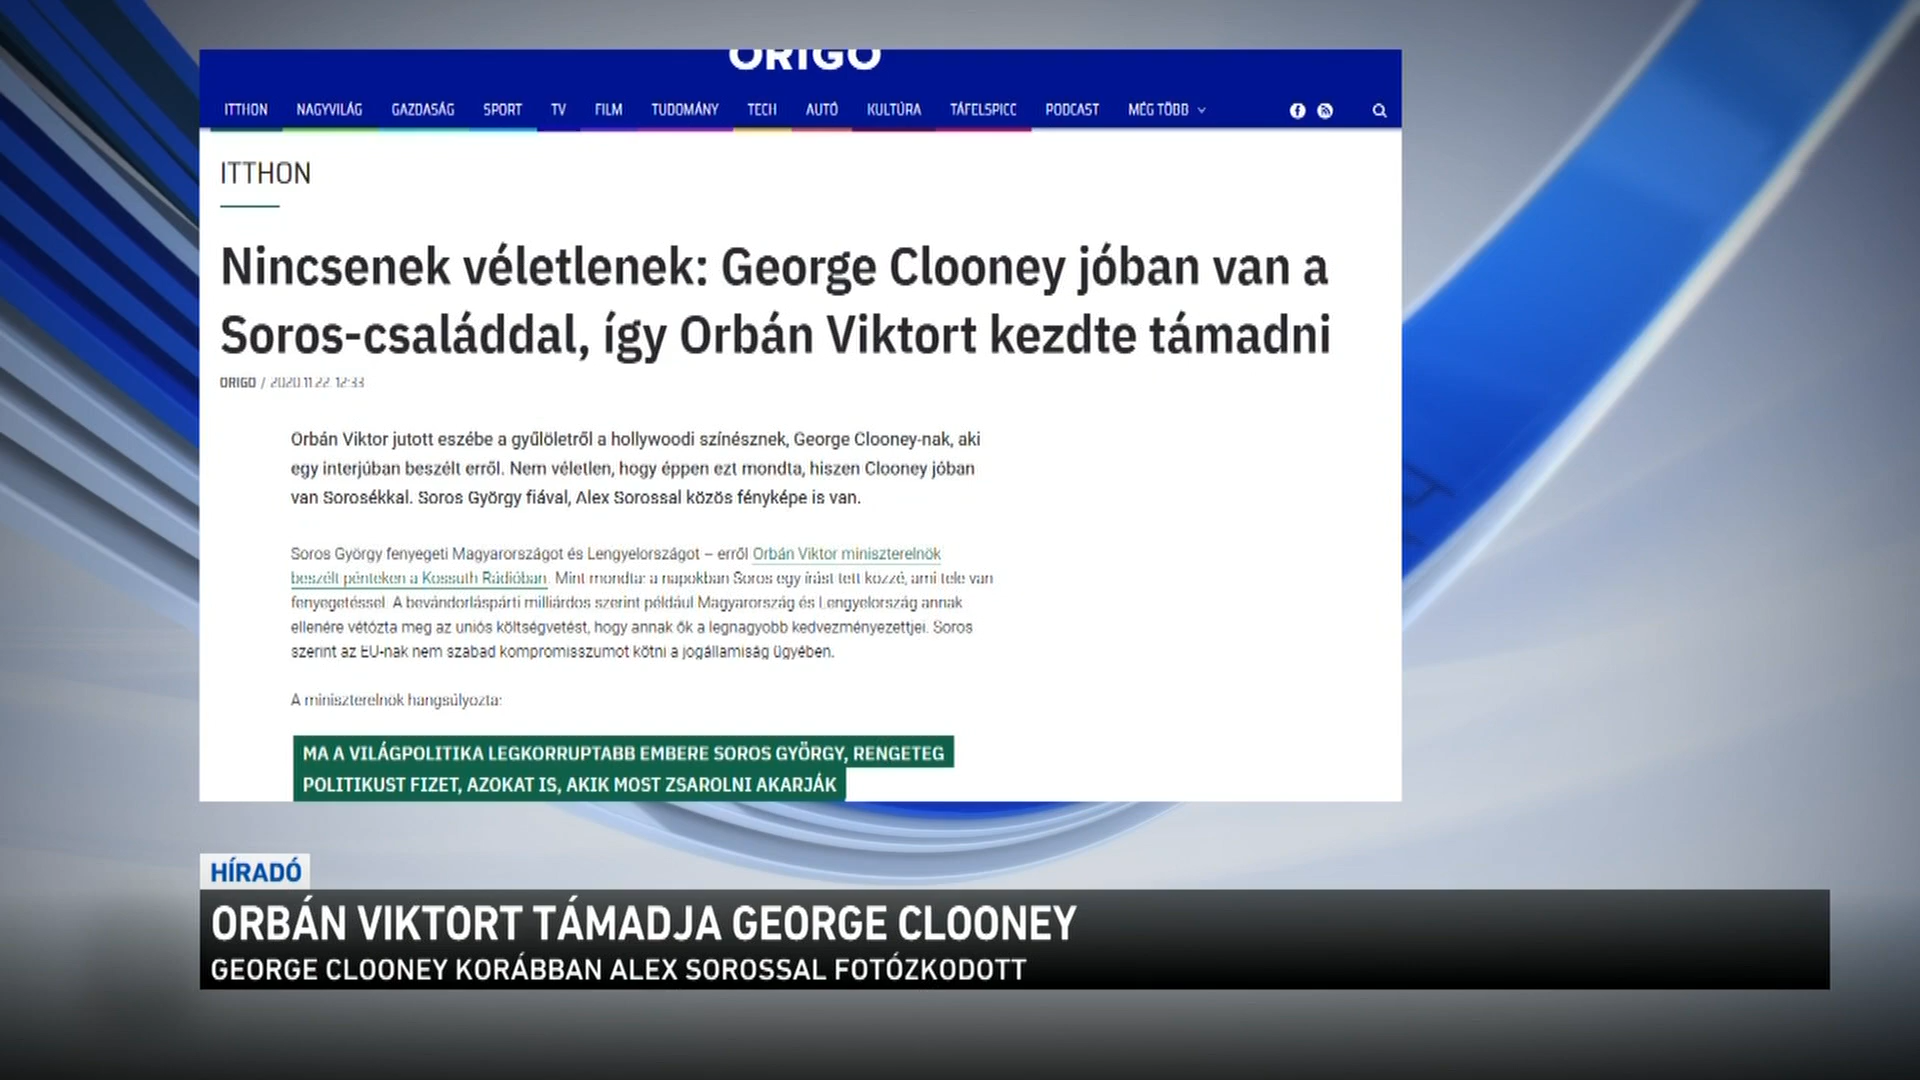 ORIGO
ITTHON NAGYVILÁG GAZDASÁG SPORT TV FILM TUDOMÁNY TECH AUTÓ KULTÚRA TÁFELSPICC PODCAST MÉG TÖBB
ITTHON
Nincsenek véletlenek: George Clooney jóban van a
Soros-családdal, így Orbán Viktort kezdte támadni
ORIGO / 2020.11.22. 12:33
Orbán Viktor jutott eszébe a gyűlöletről a hollywoodi színésznek, George Clooney-nak, aki
egy interjúban beszélt erről. Nem véletlen, hogy éppen ezt mondta, hiszen Clooney jóban
van Sorosékkal. Soros György fiával, Alex Sorossal közös fényképe is van.
Soros György fenyegeti Magyarországot és Lengyelországot – erről Orbán Viktor miniszterelnök
beszélt pénteken a Kossuth Rádióban. Mint mondta: a napokban Soros egy írást tett közzé, ami tele van
fenyegetéssel. A bevándorláspárti milliárdos szerint például Magyarország és Lengyelország annak
ellenére vétózta meg az uniós költségvetést, hogy annak ők a legnagyobb kedvezményezettjei. Soros
szerint az EU-nak nem szabad kompromisszumot kötni a jogállamiság ügyében.
A miniszterelnök hangsúlyozta:
MA A VILÁGPOLITIKA LEGKORRUPTABB EMBERE SOROS GYÖRGY, RENGETEG
POLITIKUST FIZET, AZOKAT IS, AKIK MOST ZSAROLNI AKARJÁK
HÍRADÓ
ORBÁN VIKTORT TÁMADJA GEORGE CLOONEY
GEORGE CLOONEY KORÁBBAN ALEX SOROSSAL FOTÓZKODOTT